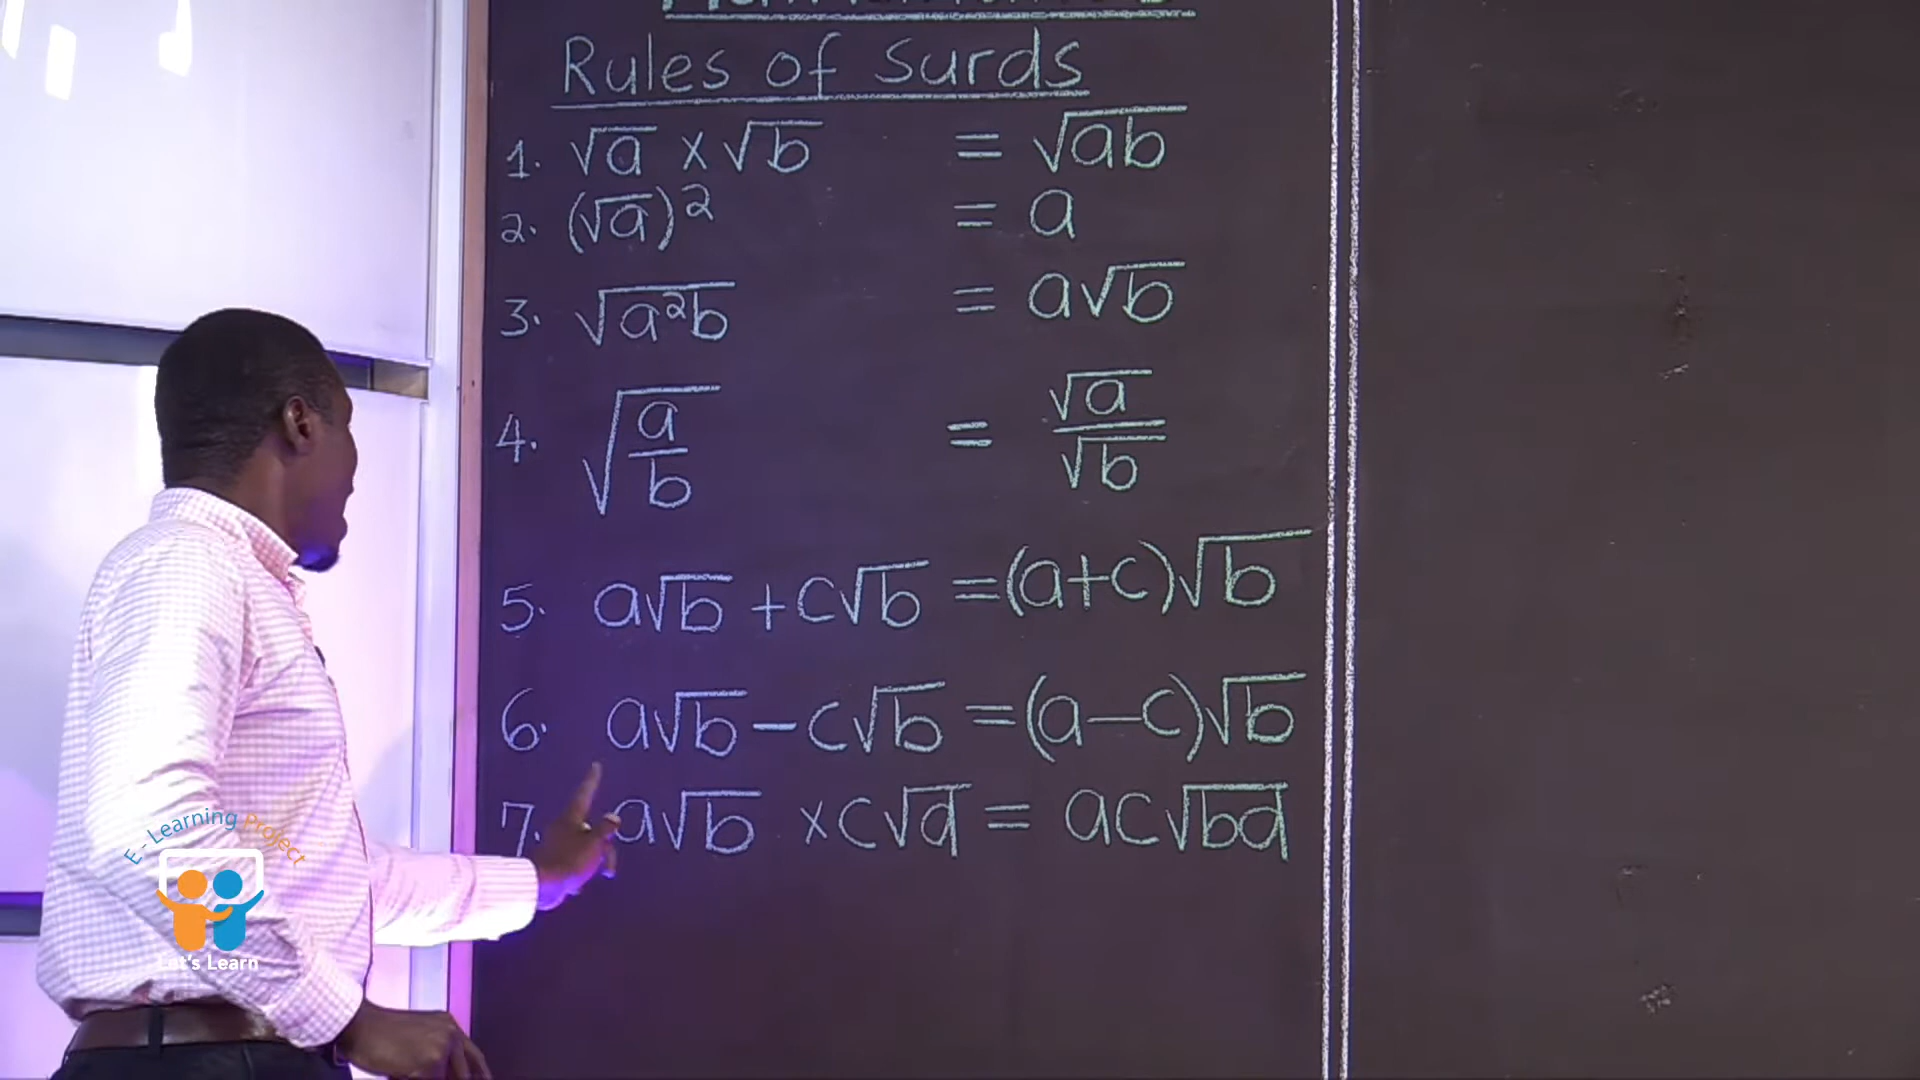 Rules of Surds
1. √a × √b = √ab
2. (√a)² = a
3. √a²b = a√b
4. √a/b = √a/√b
5. a√b + c√b = (a+c)√b
6. a√b − c√b = (a−c)√b
7. a√b × c√d = ac√bd
E-Learning Project
Let's Learn